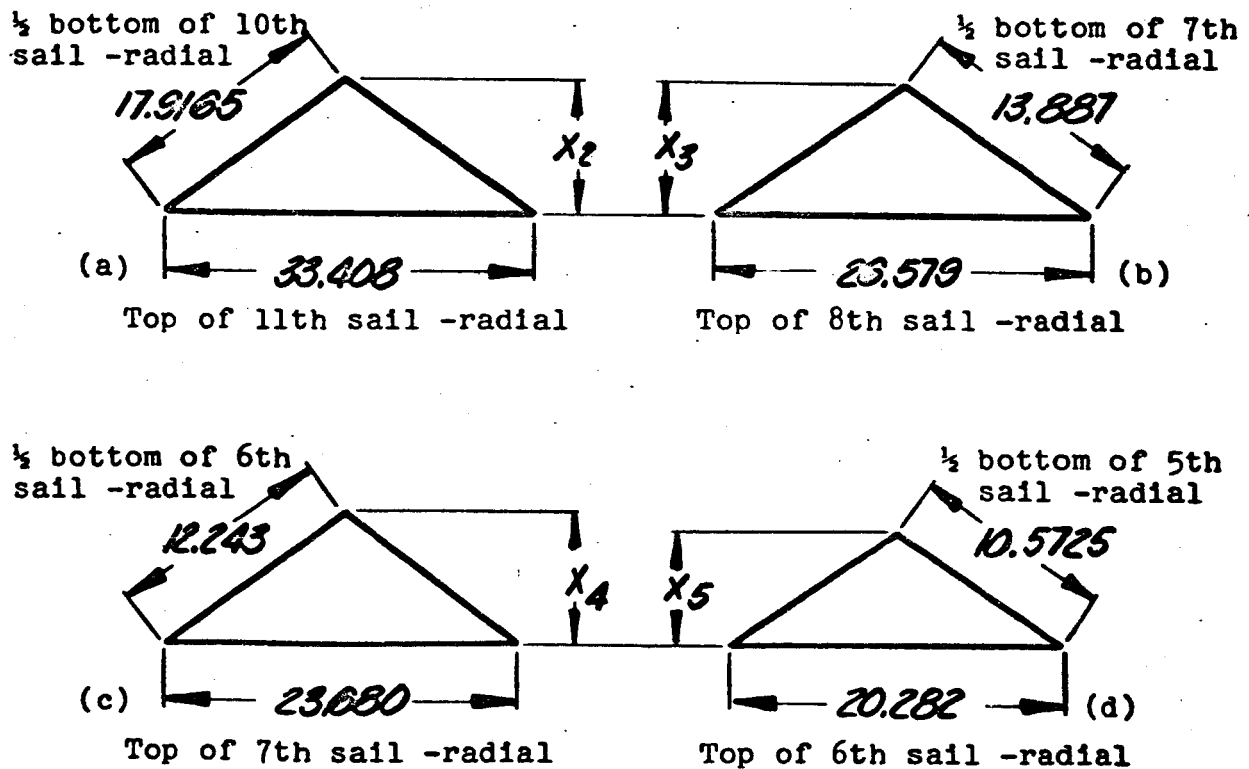 ½ bottom of 10th
sail -radial
17.9165
X2
(a)
33.408
Top of 11th sail -radial
½ bottom of 7th
sail -radial
13.887
X3
26.579
(b)
Top of 8th sail -radial
½ bottom of 6th
sail -radial
12.243
X4
(c)
23.680
Top of 7th sail -radial
½ bottom of 5th
sail -radial
10.5725
X5
20.282
(d)
Top of 6th sail -radial